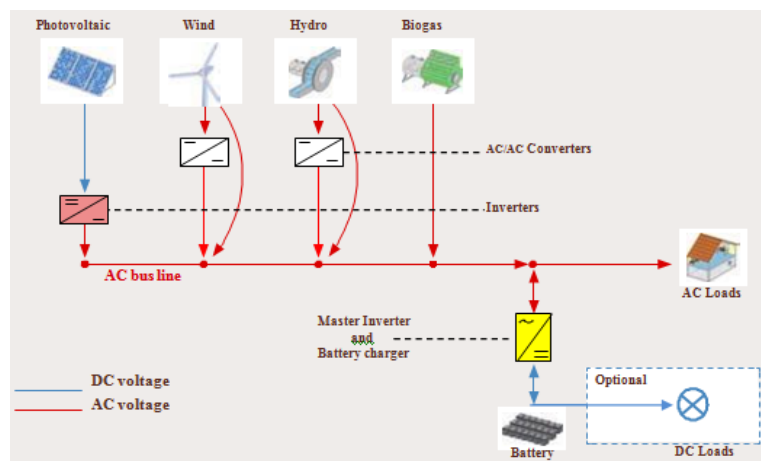 Photovoltaic Wind Hydro Biogas
AC/AC Converters
Inverters
AC bus line
AC Loads
Master Inverter
and
Battery charger
DC voltage
AC voltage
Optional
Battery
DC Loads